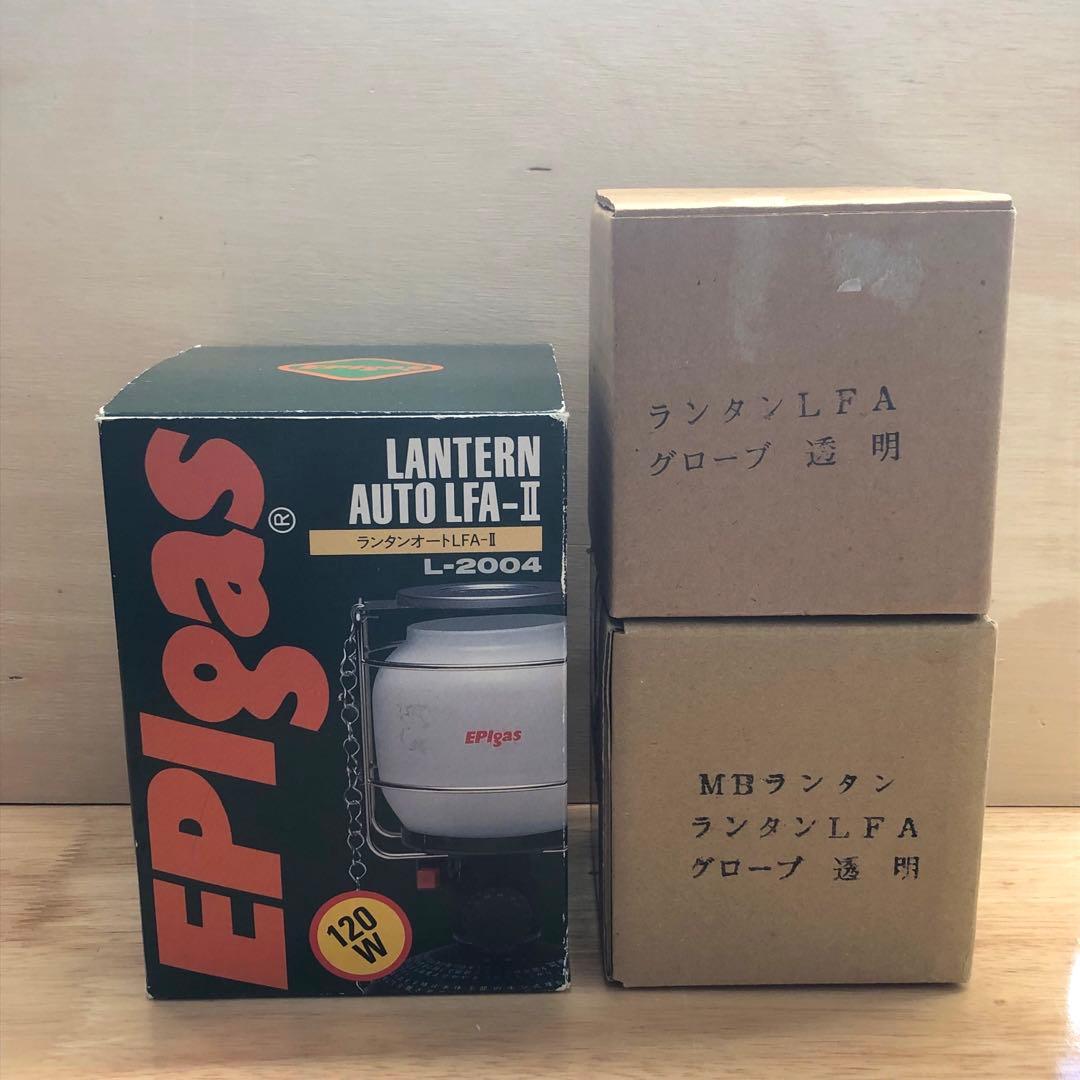 EPIgas
EPIgas®
LANTERN
AUTO LFA-Ⅱ
ランタンオートLFA-Ⅱ
L-2004
EPIgas
120
W
ランタンLFA
グローブ 透明
MBランタン
ランタンLFA
グローブ 透明